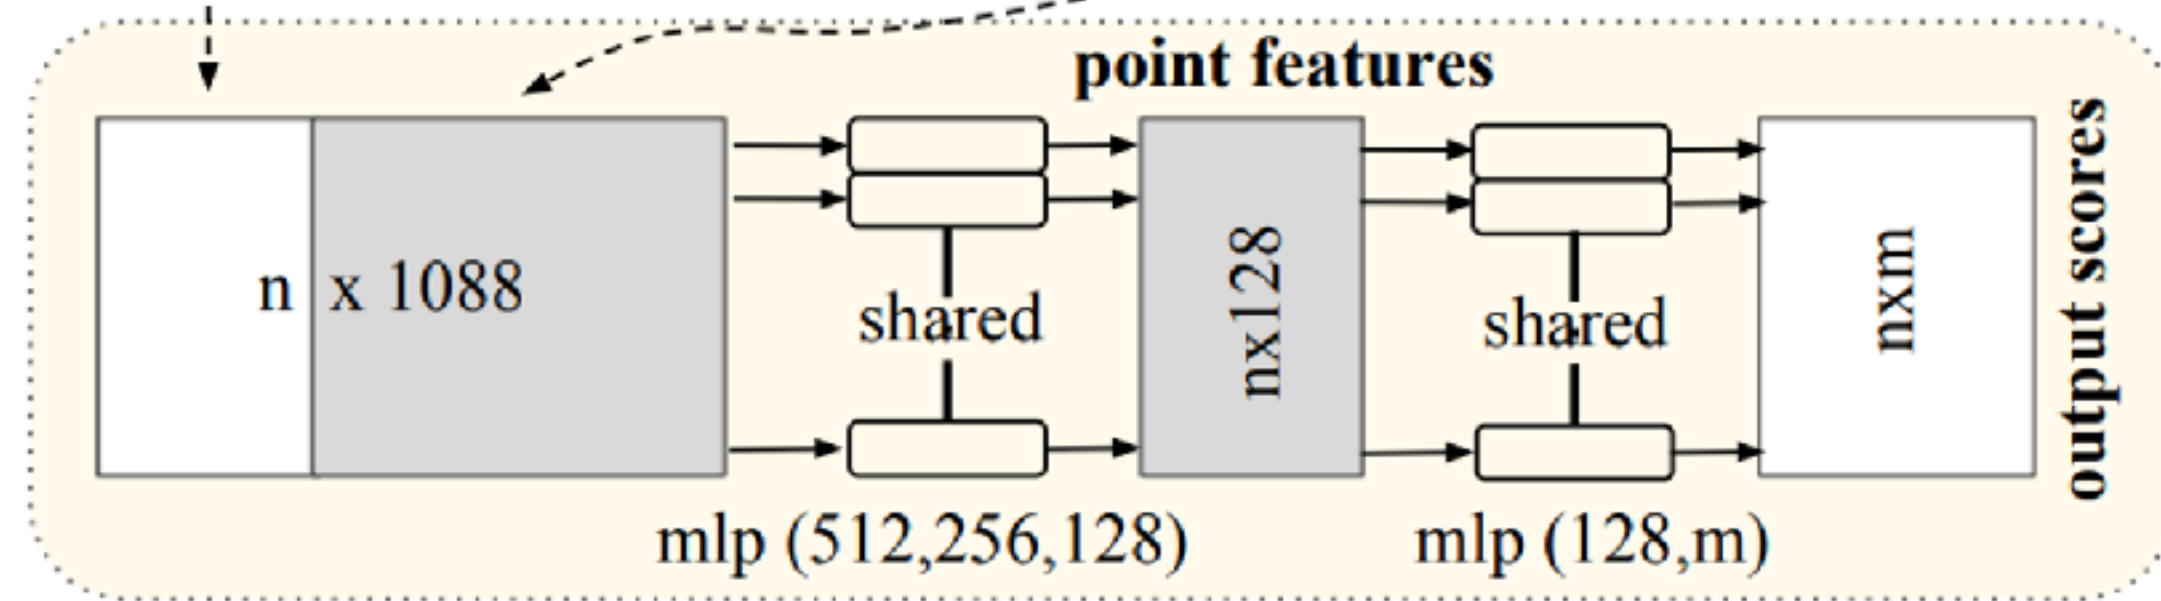 point features
n x 1088
shared
nx128
shared
nxm
output scores
mlp (512,256,128)
mlp (128,m)